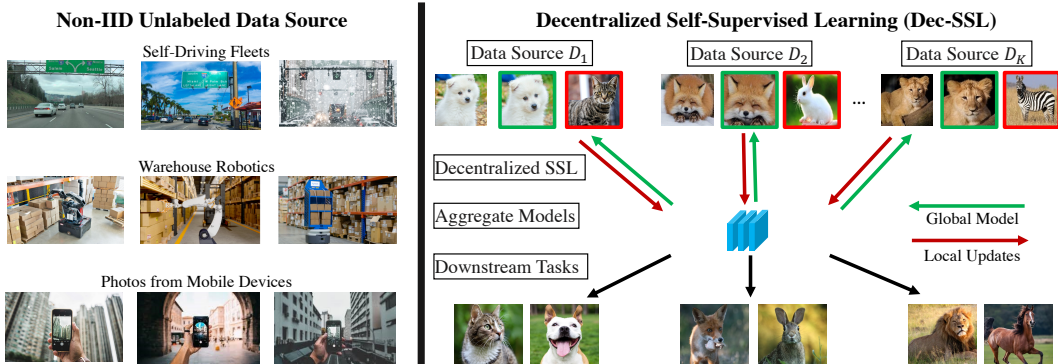 Non-IID Unlabeled Data Source
Self-Driving Fleets
Warehouse Robotics
Photos from Mobile Devices
Decentralized Self-Supervised Learning (Dec-SSL)
Data Source D₁
Data Source D₂
Data Source D_K
...
Decentralized SSL
Aggregate Models
Global Model
Local Updates
Downstream Tasks